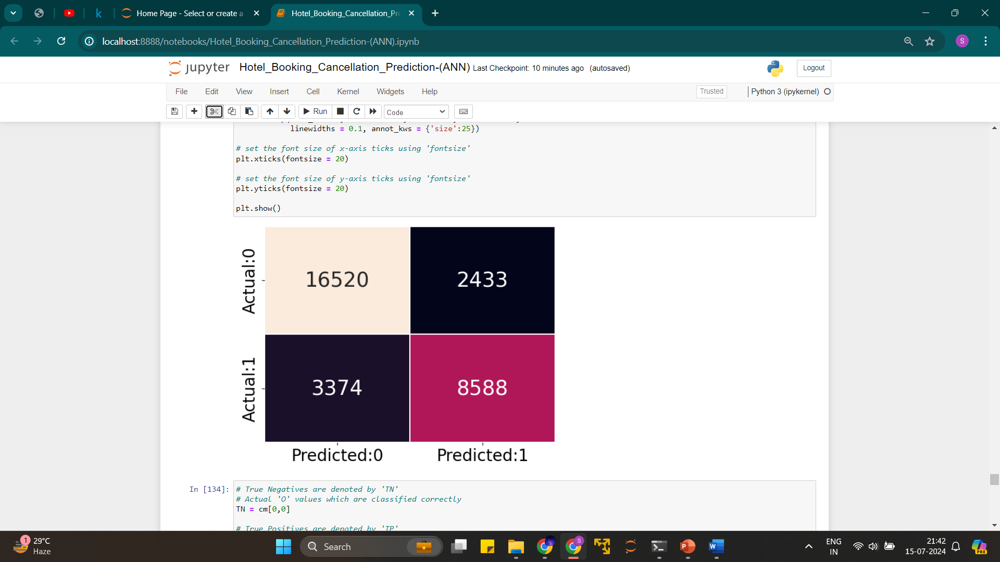 Home Page - Select or create a
Hotel_Booking_Cancellation_Pre
localhost:8888/notebooks/Hotel_Booking_Cancellation_Prediction-(ANN).ipynb
S
jupyter Hotel_Booking_Cancellation_Prediction-(ANN) Last Checkpoint: 10 minutes ago (autosaved)
Logout
File Edit View Insert Cell Kernel Widgets Help
Trusted
Python 3 (ipykernel)
Run
Code
linewidths = 0.1, annot_kws = {'size':25})
# set the font size of x-axis ticks using 'fontsize'
plt.xticks(fontsize = 20)
# set the font size of y-axis ticks using 'fontsize'
plt.yticks(fontsize = 20)
plt.show()
Actual:0
16520 2433
Actual:1
3374 8588
Predicted:0 Predicted:1
In [134]:
# True Negatives are denoted by 'TN'
# Actual 'O' values which are classified correctly
TN = cm[0,0]
# True Positives are denoted by 'TP'
1
29°C
Haze
Search
S
ENG
IN
21:42
15-07-2024
PRE